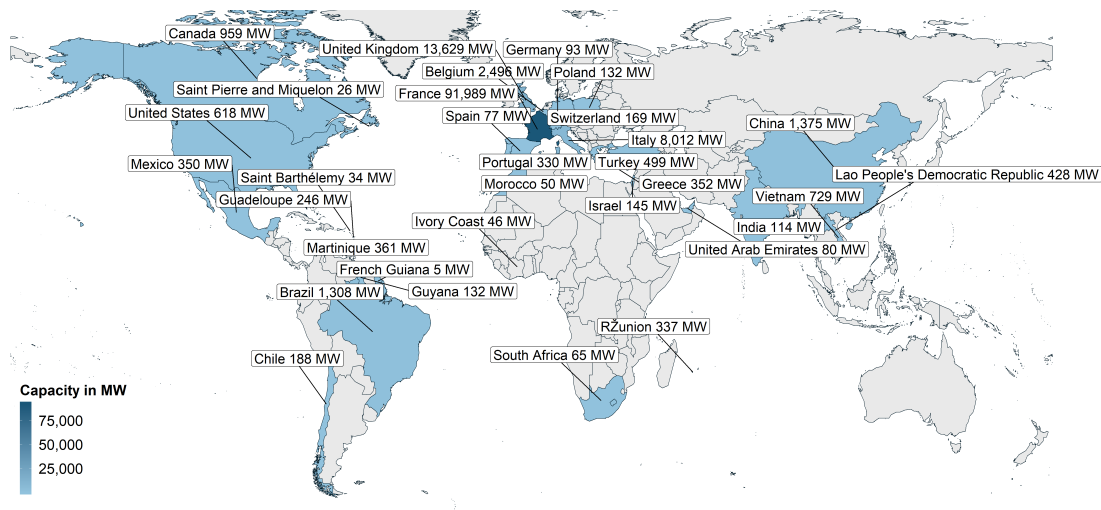 Canada 959 MW
United Kingdom 13,629 MW
Germany 93 MW
Belgium 2,496 MW
Poland 132 MW
Saint Pierre and Miquelon 26 MW
France 91,989 MW
United States 618 MW
Spain 77 MW
Switzerland 169 MW
China 1,375 MW
Italy 8,012 MW
Mexico 350 MW
Portugal 330 MW
Turkey 499 MW
Saint Barthélemy 34 MW
Lao People's Democratic Republic 428 MW
Morocco 50 MW
Greece 352 MW
Guadeloupe 246 MW
Vietnam 729 MW
Israel 145 MW
Ivory Coast 46 MW
India 114 MW
Martinique 361 MW
United Arab Emirates 80 MW
French Guiana 5 MW
Brazil 1,308 MW
Guyana 132 MW
RŽunion 337 MW
Chile 188 MW
South Africa 65 MW
Capacity in MW
75,000
50,000
25,000